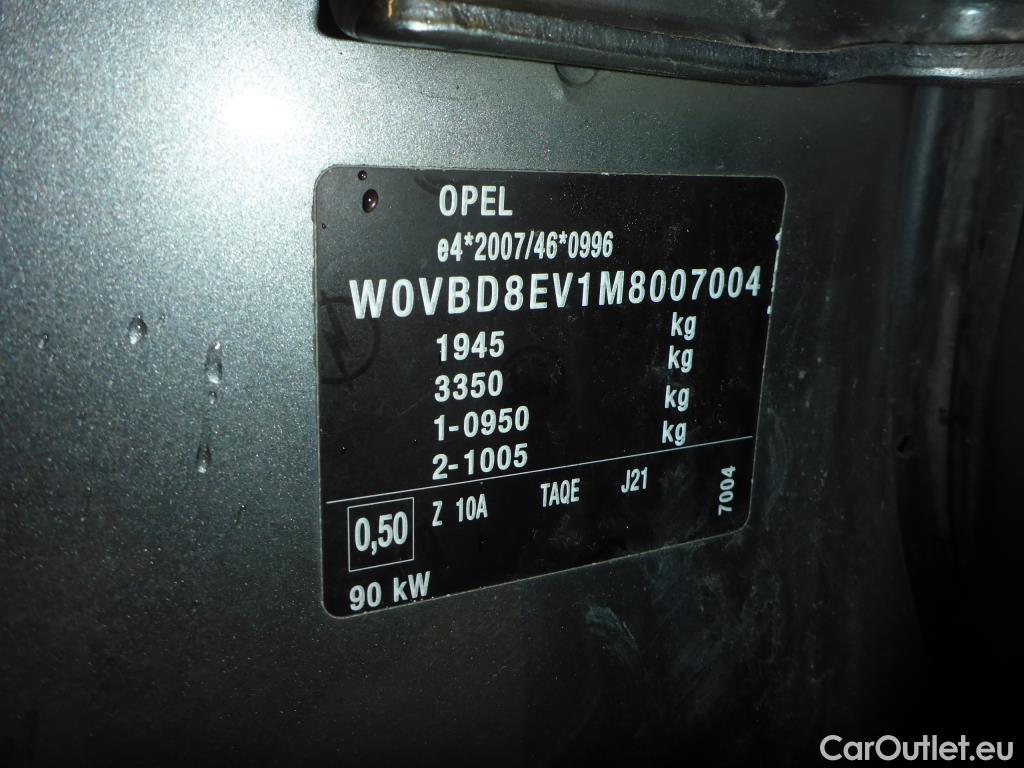 OPEL
e4*2007/46*0996
W0VBD8EV1M8007004
1945 kg
3350 kg
1-0950 kg
2-1005 kg
0,50 Z 10A TAQE J21 7004
90 kW
CarOutlet.eu